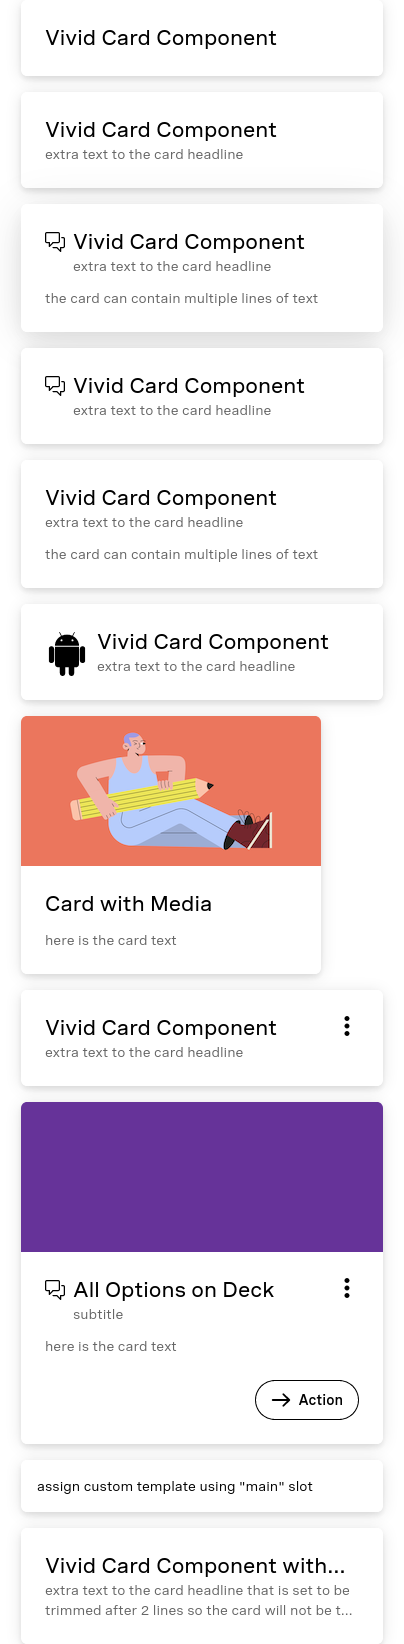 Vivid Card Component
Vivid Card Component
extra text to the card headline
Vivid Card Component
extra text to the card headline
the card can contain multiple lines of text
Vivid Card Component
extra text to the card headline
Vivid Card Component
extra text to the card headline
the card can contain multiple lines of text
Vivid Card Component
extra text to the card headline
Card with Media
here is the card text
Vivid Card Component
extra text to the card headline
All Options on Deck
subtitle
here is the card text
Action
assign custom template using "main" slot
Vivid Card Component with...
extra text to the card headline that is set to be
trimmed after 2 lines so the card will not be t...